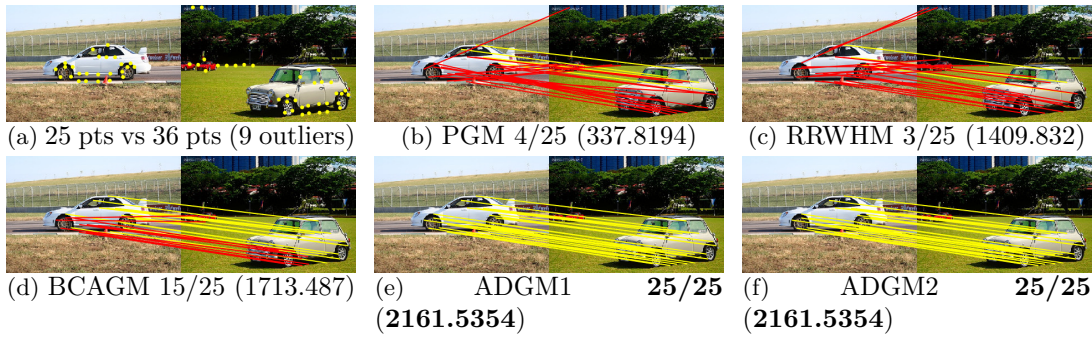 (a) 25 pts vs 36 pts (9 outliers)
(b) PGM 4/25 (337.8194)
(c) RRWHM 3/25 (1409.832)
(d) BCAGM 15/25 (1713.487)
(e) ADGM1 25/25
(2161.5354)
(f) ADGM2 25/25
(2161.5354)